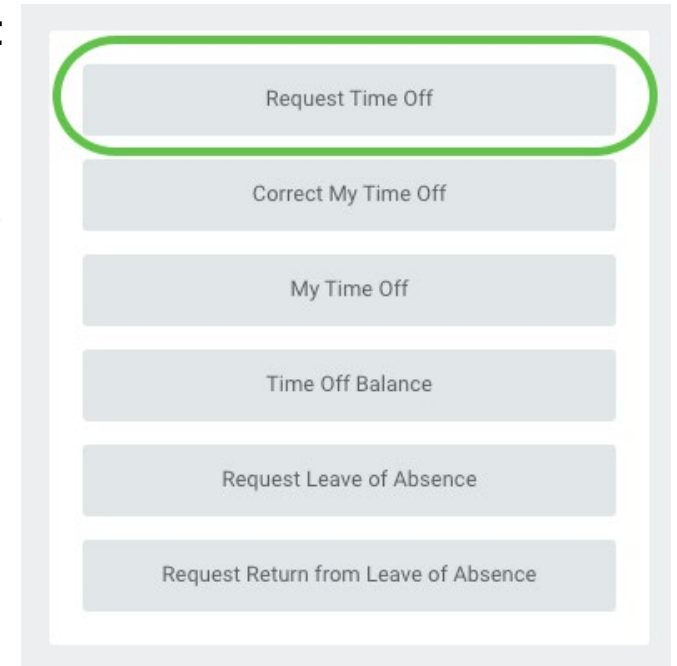 Request Time Off
Correct My Time Off
My Time Off
Time Off Balance
Request Leave of Absence
Request Return from Leave of Absence